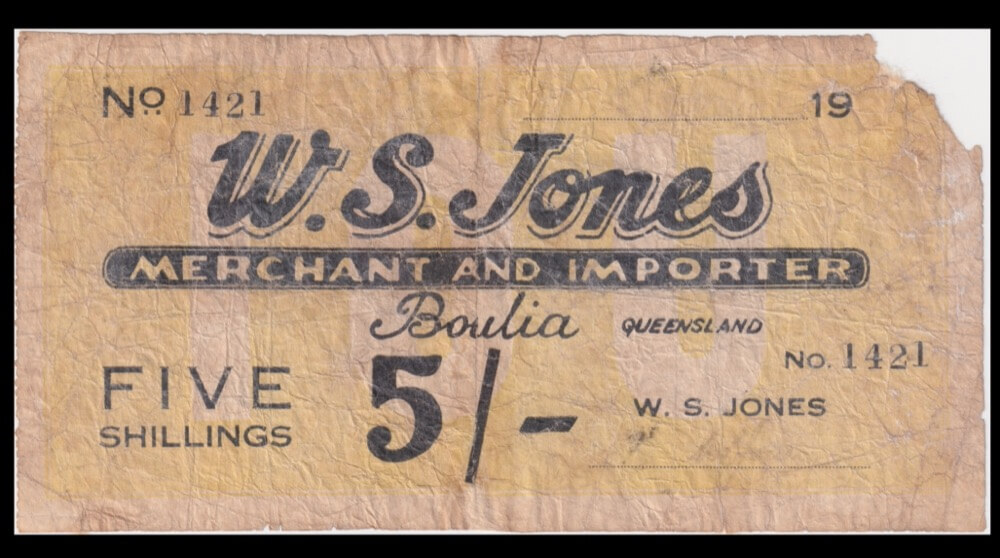 No. 1421
19
W. S. Jones
MERCHANT AND IMPORTER
Boulia QUEENSLAND
No. 1421
FIVE
SHILLINGS
5/-
W. S. JONES